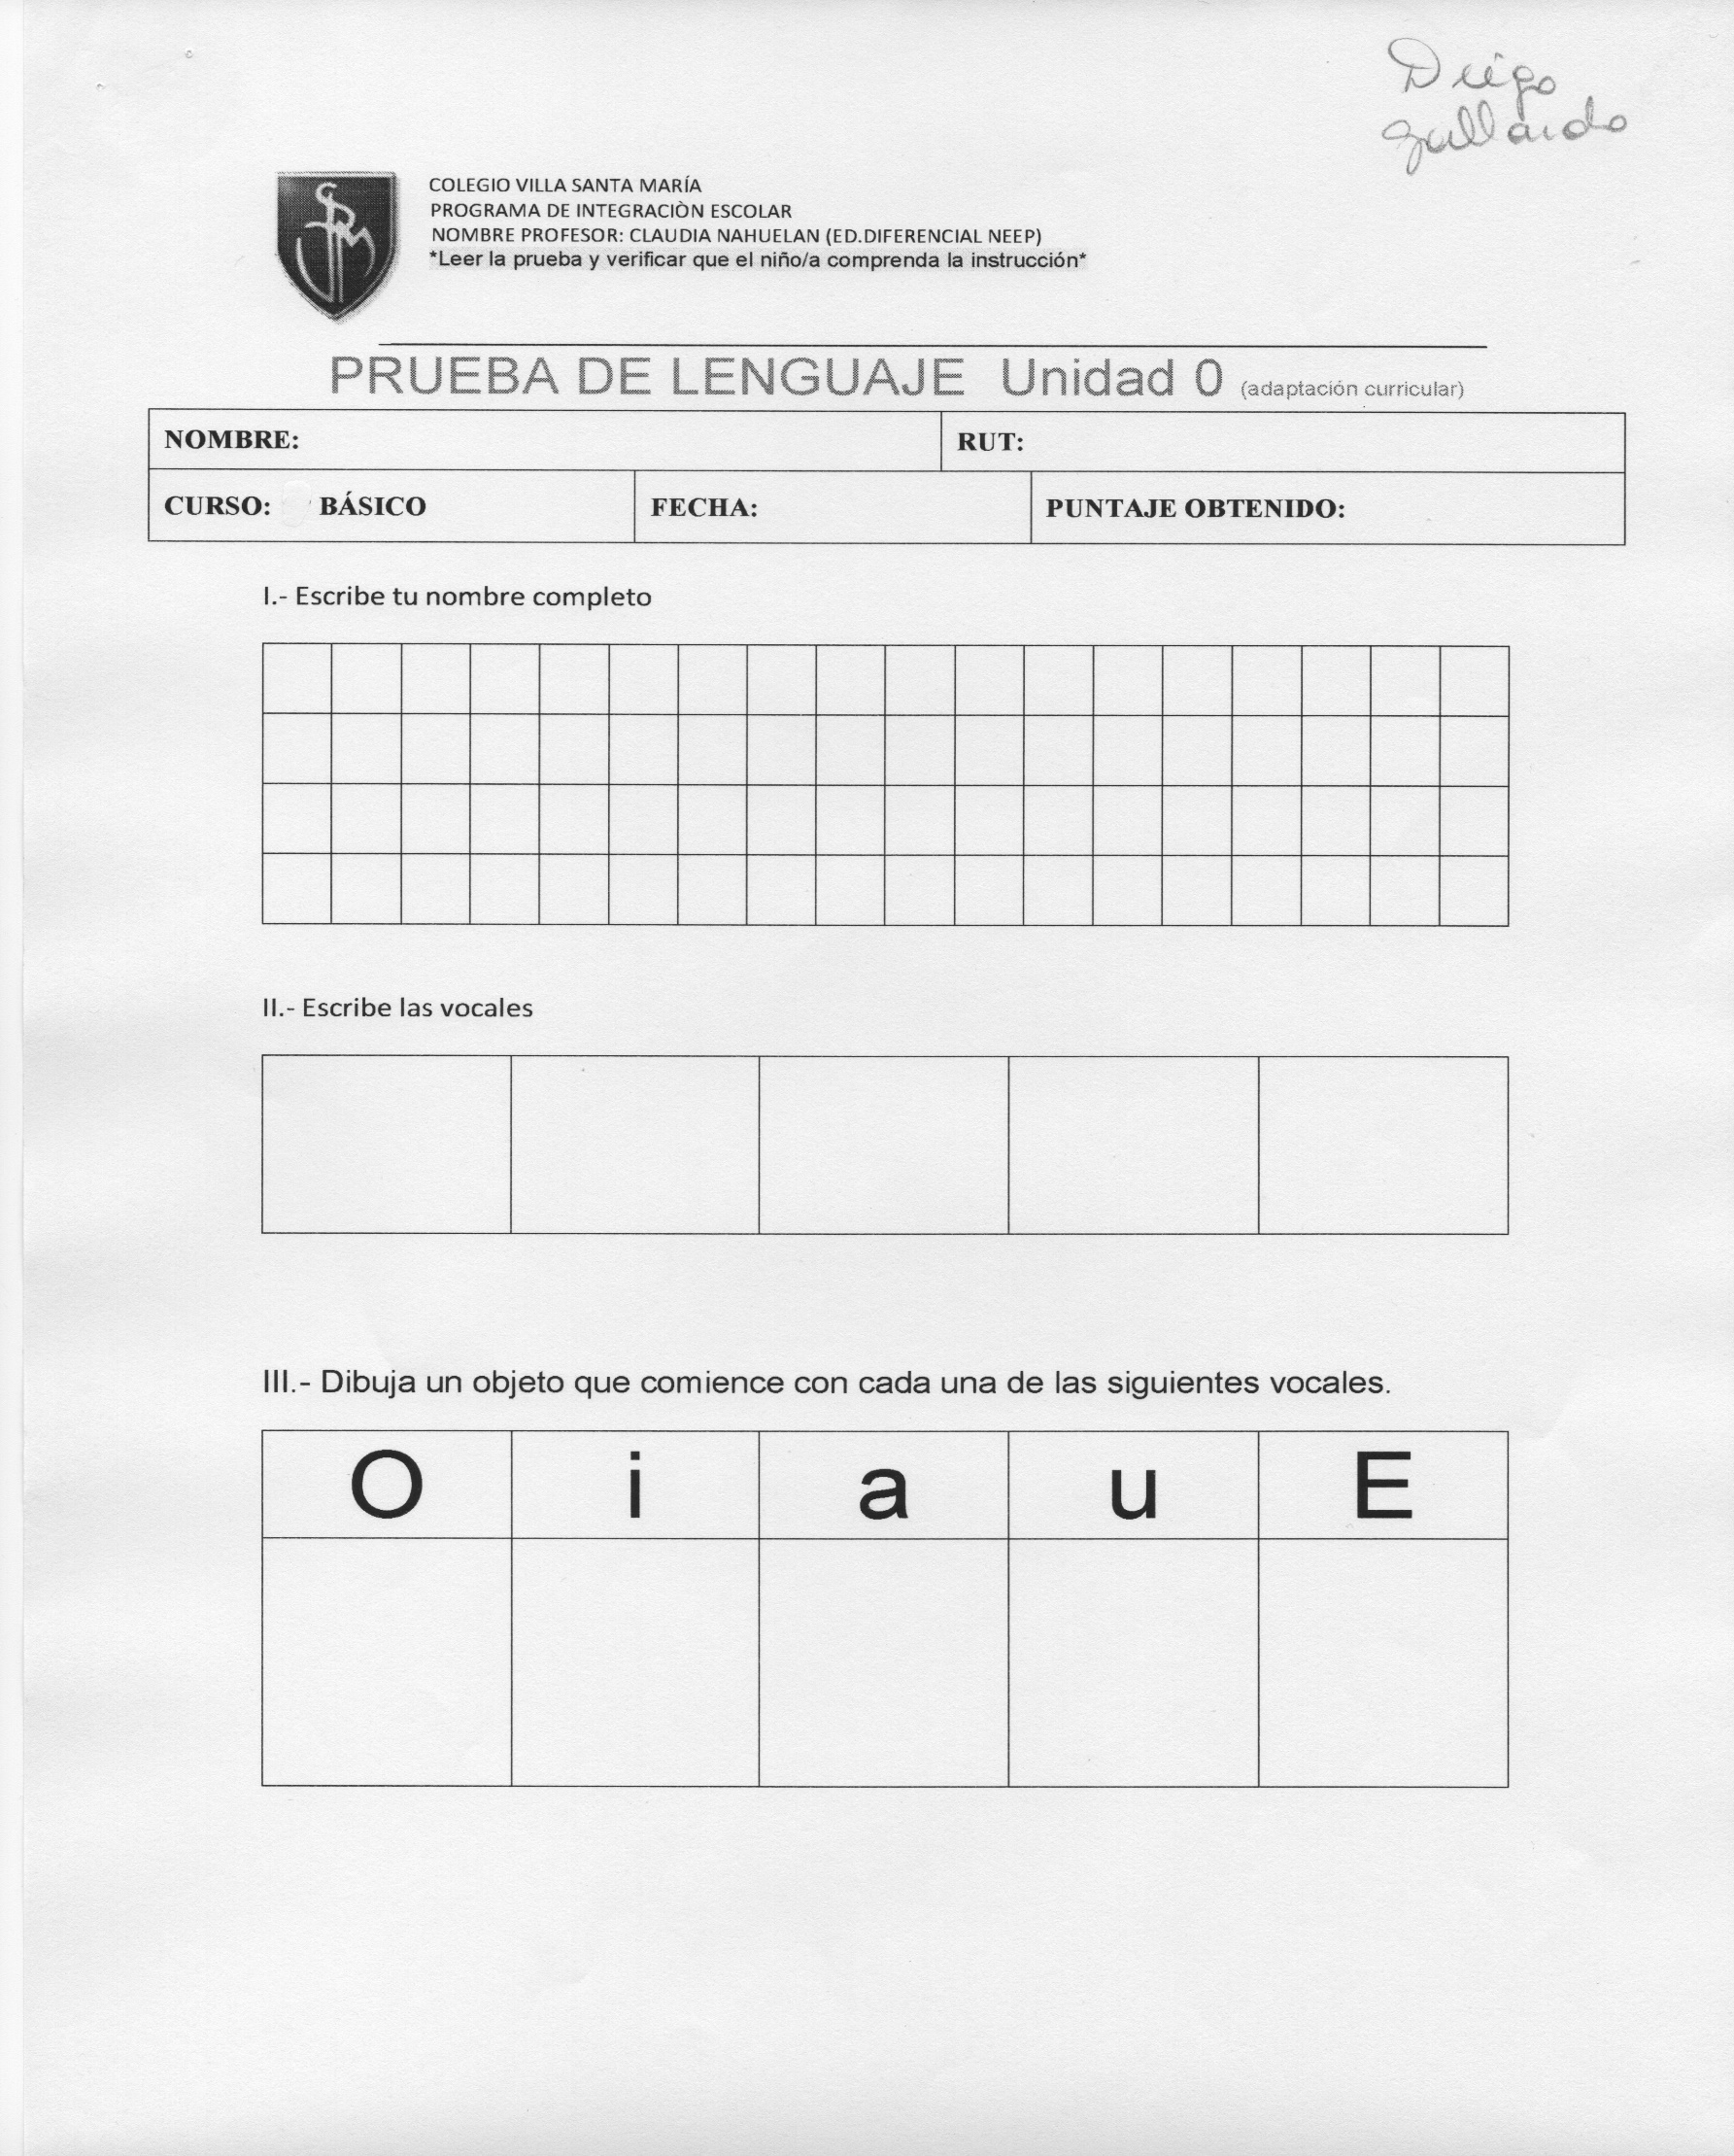 Diego
Gallardo
COLEGIO VILLA SANTA MARÍA
PROGRAMA DE INTEGRACIÒN ESCOLAR
NOMBRE PROFESOR: CLAUDIA NAHUELAN (ED.DIFERENCIAL NEEP)
*Leer la prueba y verificar que el niño/a comprenda la instrucción*
PRUEBA DE LENGUAJE Unidad 0 (adaptación curricular)
NOMBRE: RUT:
CURSO: BÁSICO FECHA: PUNTAJE OBTENIDO:
I.- Escribe tu nombre completo
II.- Escribe las vocales
III.- Dibuja un objeto que comience con cada una de las siguientes vocales.
O i a u E